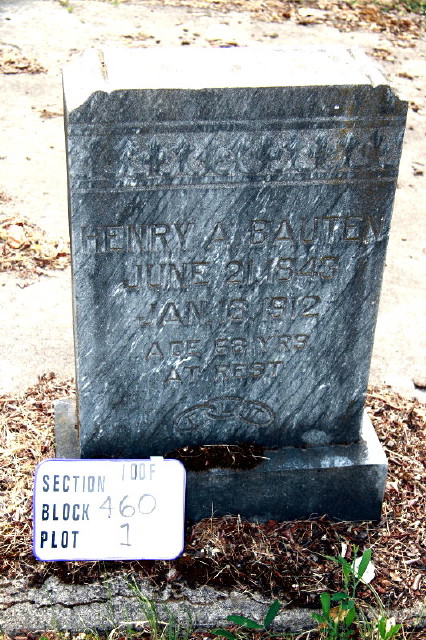 HENRY A. BAUTEN
JUNE 21. 1843
JAN. 6. 1912
AGE 68 YRS
AT REST
SECTION IOOF
BLOCK 460
PLOT 1